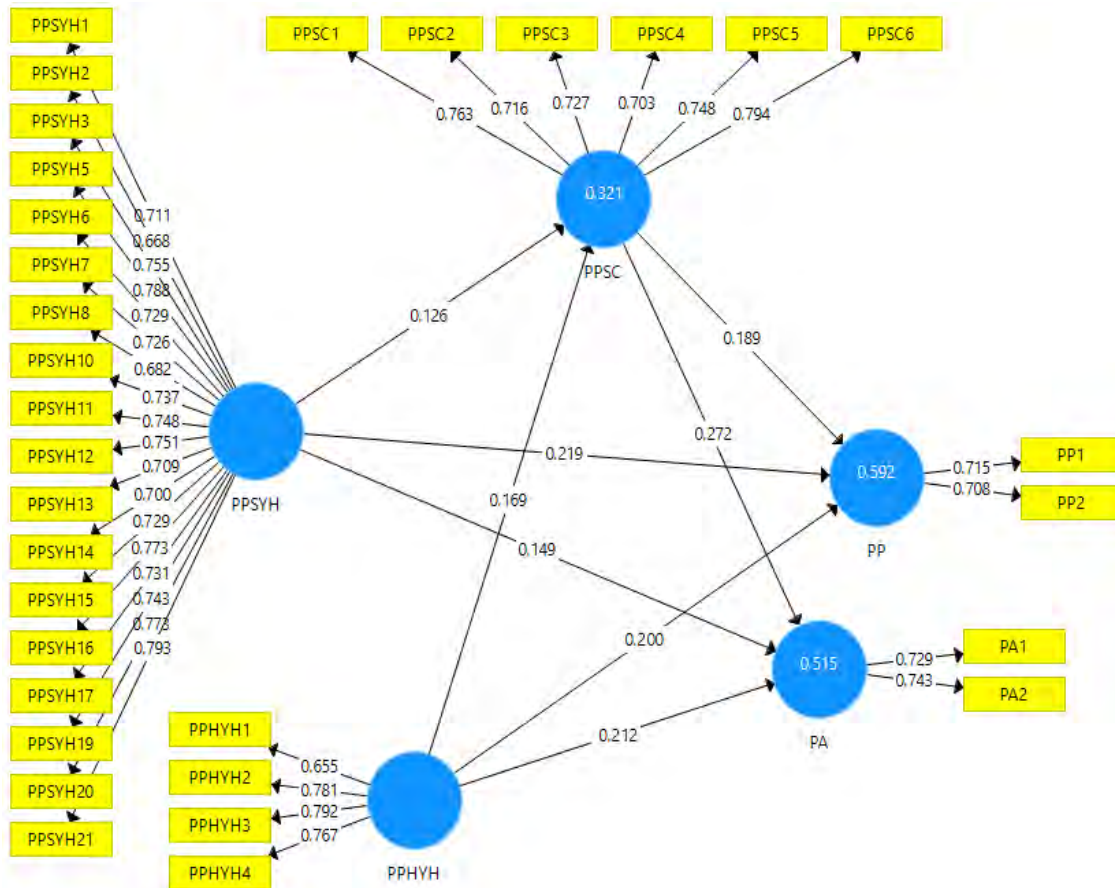 PPSYH1
PPSYH2
PPSYH3
PPSYH5
PPSYH6
PPSYH7
PPSYH8
PPSYH10
PPSYH11
PPSYH12
PPSYH13
PPSYH14
PPSYH15
PPSYH16
PPSYH17
PPSYH19
PPSYH20
PPSYH21
0.711
0.668
0.755
0.788
0.729
0.726
0.682
0.737
0.748
0.751
0.709
0.700
0.729
0.773
0.731
0.743
0.773
0.793
PPSYH
PPSC1 PPSC2 PPSC3 PPSC4 PPSC5 PPSC6
0.763 0.716 0.727 0.703 0.748 0.794
0.321
PPSC
0.126
0.189
0.272
0.219
0.169
0.149
0.200
0.212
0.592
PP
0.715
0.708
PP1
PP2
0.515
PA
0.729
0.743
PA1
PA2
PPHYH1
PPHYH2
PPHYH3
PPHYH4
0.655
0.781
0.792
0.767
PPHYH